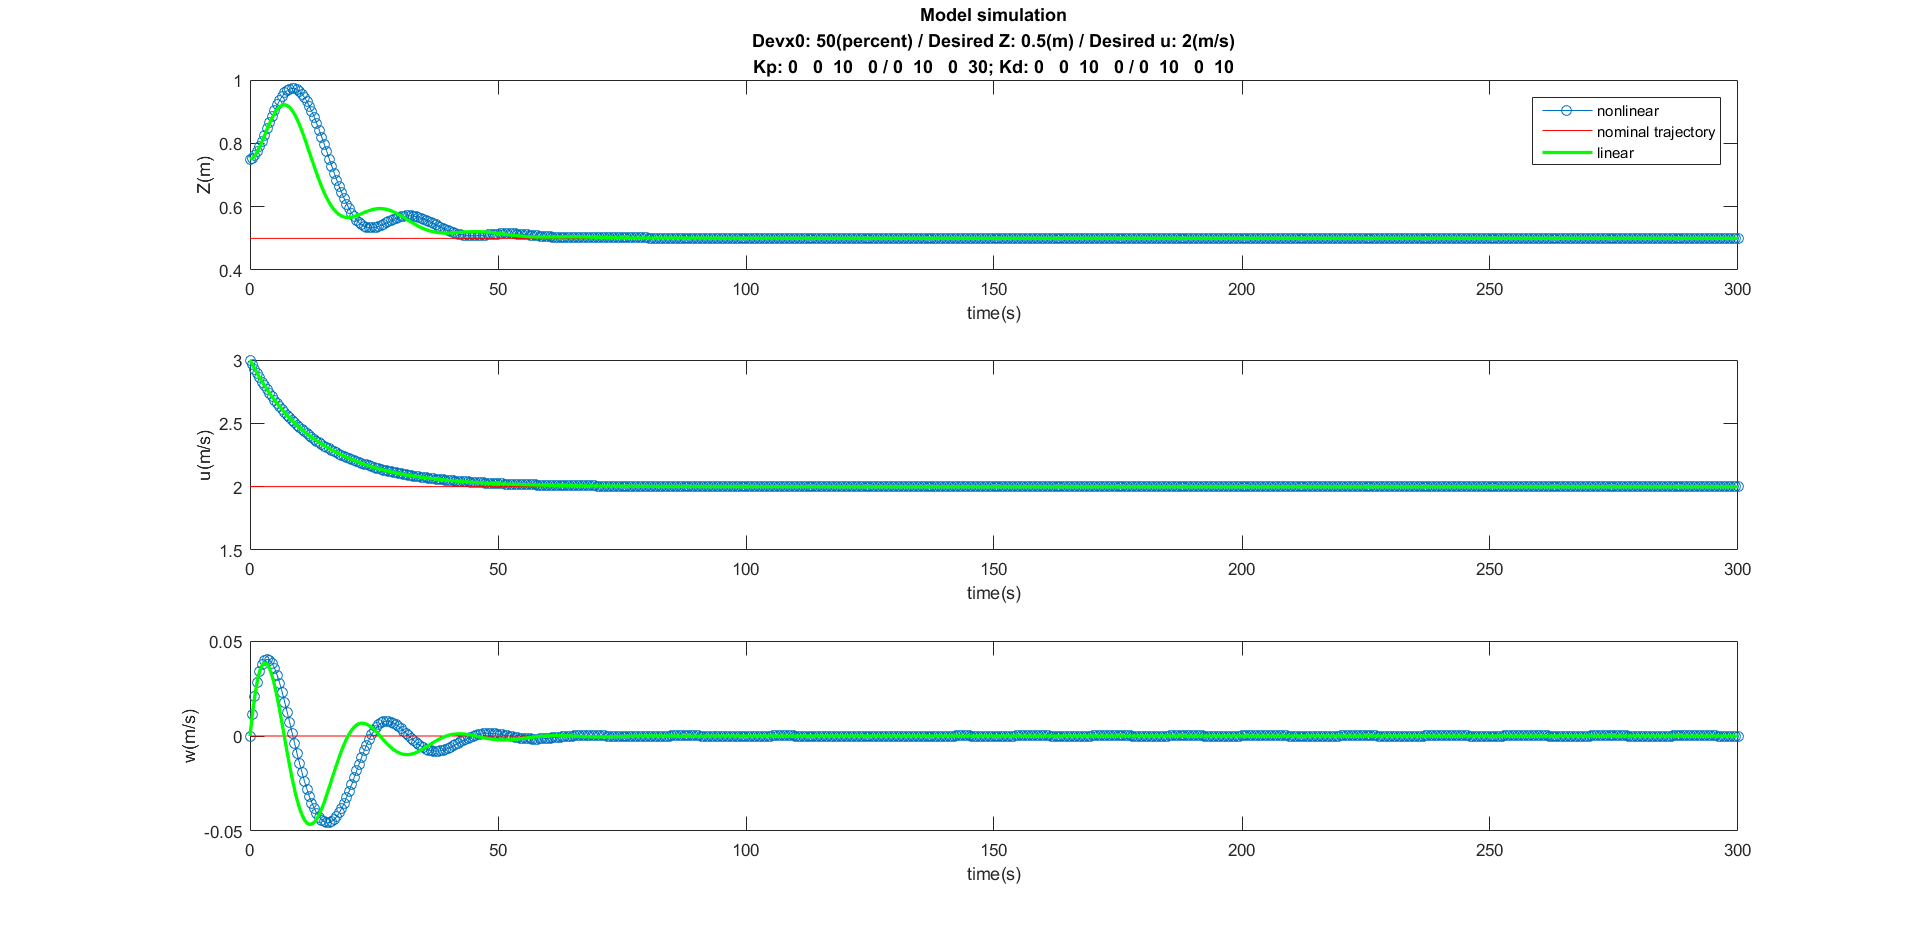 Model simulation
Devx0: 50(percent) / Desired Z: 0.5(m) / Desired u: 2(m/s)
Kp: 0   0  10   0 / 0  10   0  30; Kd: 0   0  10   0 / 0  10   0  10
1
0.8
0.6
0.4
Z(m)
nonlinear
nominal trajectory
linear
0 50 100 150 200 250 300
time(s)
3
2.5
2
1.5
u(m/s)
0 50 100 150 200 250 300
time(s)
0.05
0
-0.05
w(m/s)
0 50 100 150 200 250 300
time(s)